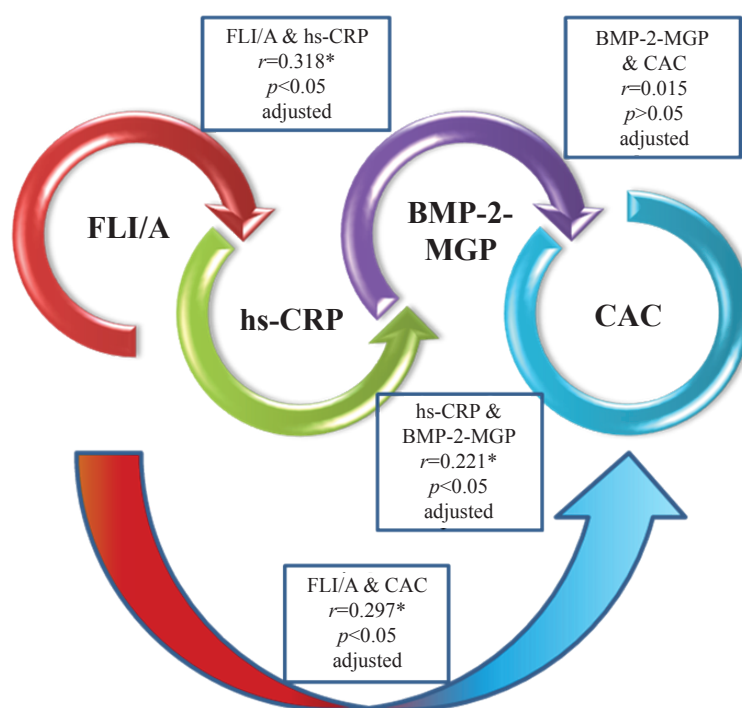 FLI/A & hs-CRP
r=0.318*
p<0.05
adjusted
BMP-2-MGP
& CAC
r=0.015
p>0.05
adjusted
FLI/A
hs-CRP
BMP-2-
MGP
CAC
hs-CRP &
BMP-2-MGP
r=0.221*
p<0.05
adjusted
FLI/A & CAC
r=0.297*
p<0.05
adjusted